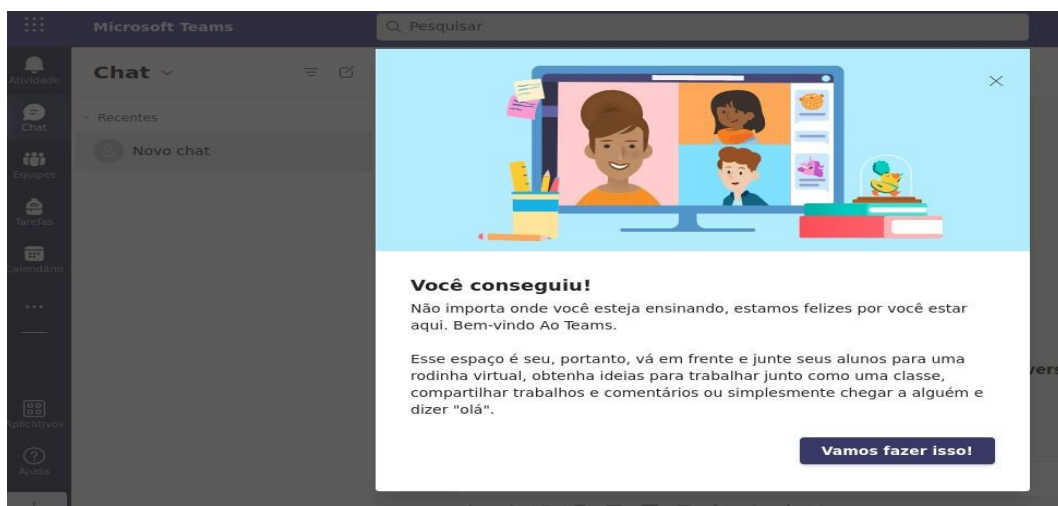 Microsoft Teams
Pesquisar
Atividade
Chat
Equipes
Tarefas
Calendário
Aplicativos
Ajuda
Chat
Recentes
Novo chat
Você conseguiu!
Não importa onde você esteja ensinando, estamos felizes por você estar
aqui. Bem-vindo Ao Teams.
Esse espaço é seu, portanto, vá em frente e junte seus alunos para uma
rodinha virtual, obtenha ideias para trabalhar junto como uma classe,
compartilhar trabalhos e comentários ou simplesmente chegar a alguém e
dizer "olá".
Vamos fazer isso!